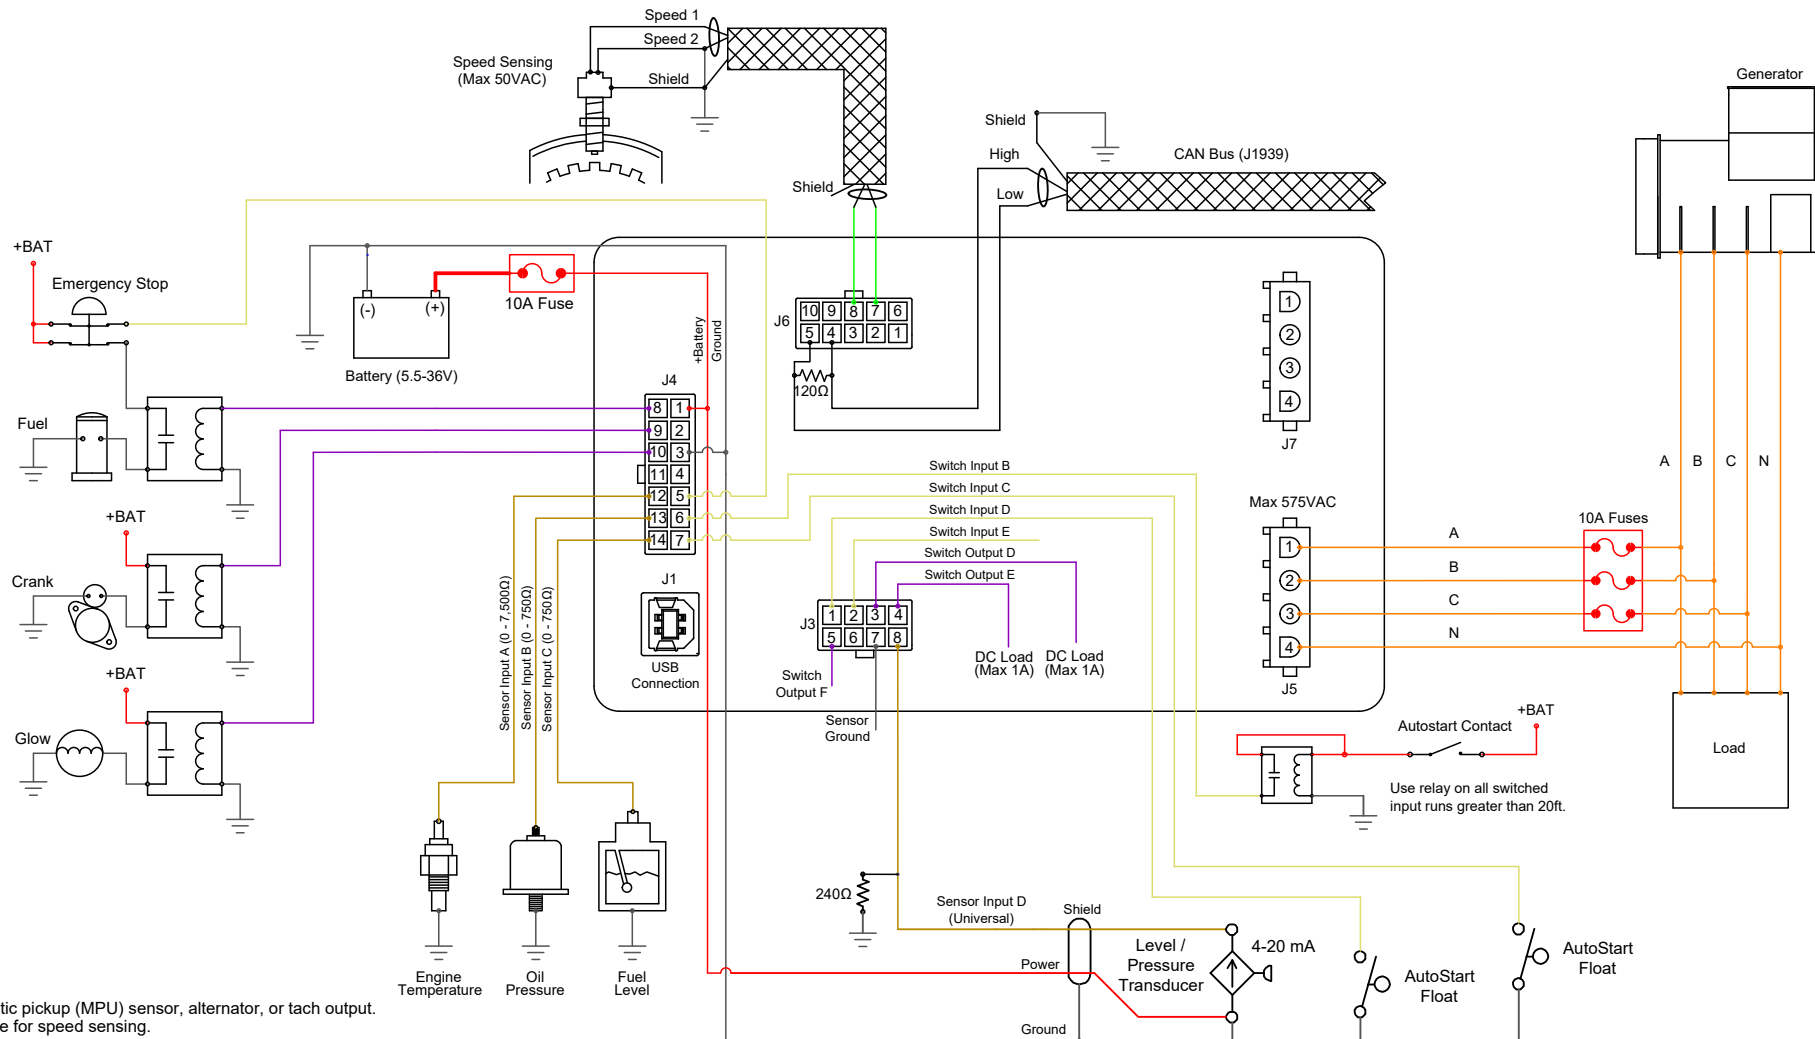 Speed 1
Speed 2
Speed Sensing
(Max 50VAC)
Shield
Shield
Shield
High
Low
CAN Bus (J1939)
Generator
+BAT
Emergency Stop
(-)
(+)
10A Fuse
Battery (5.5-36V)
+Battery
Ground
J6
10 9 8 7 6
5 4 3 2 1
120Ω
1
2
3
4
J7
J4
8 1
9 2
10 3
11 4
12 5
13 6
14 7
Fuel
+BAT
Crank
+BAT
Glow
Switch Input B
Switch Input C
Switch Input D
Switch Input E
Switch Output D
Switch Output E
A B C N
Max 575VAC
1
2
3
4
J5
A
B
C
N
10A Fuses
J1
USB
Connection
Sensor Input A (0 - 7,500Ω)
Sensor Input B (0 - 750Ω)
Sensor Input C (0 - 750Ω)
J3
1 2 3 4
5 6 7 8
Switch
Output F
Sensor
Ground
DC Load
(Max 1A)
DC Load
(Max 1A)
Autostart Contact
+BAT
Use relay on all switched
input runs greater than 20ft.
Load
240Ω
Sensor Input D
(Universal)
Shield
Power
Ground
Level /
Pressure
Transducer
4-20 mA
AutoStart
Float
AutoStart
Float
Engine
Temperature
Oil
Pressure
Fuel
Level
tic pickup (MPU) sensor, alternator, or tach output.
e for speed sensing.